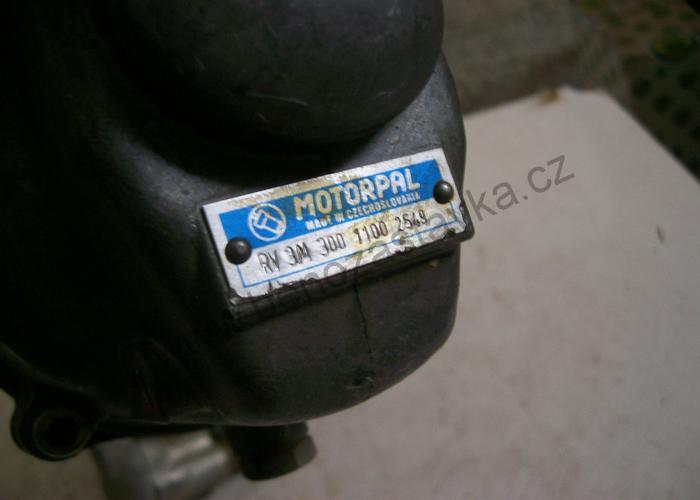 MOTORPAL
MADE IN CZECHOSLOVAKIA
RV 3M 300 1100 2549